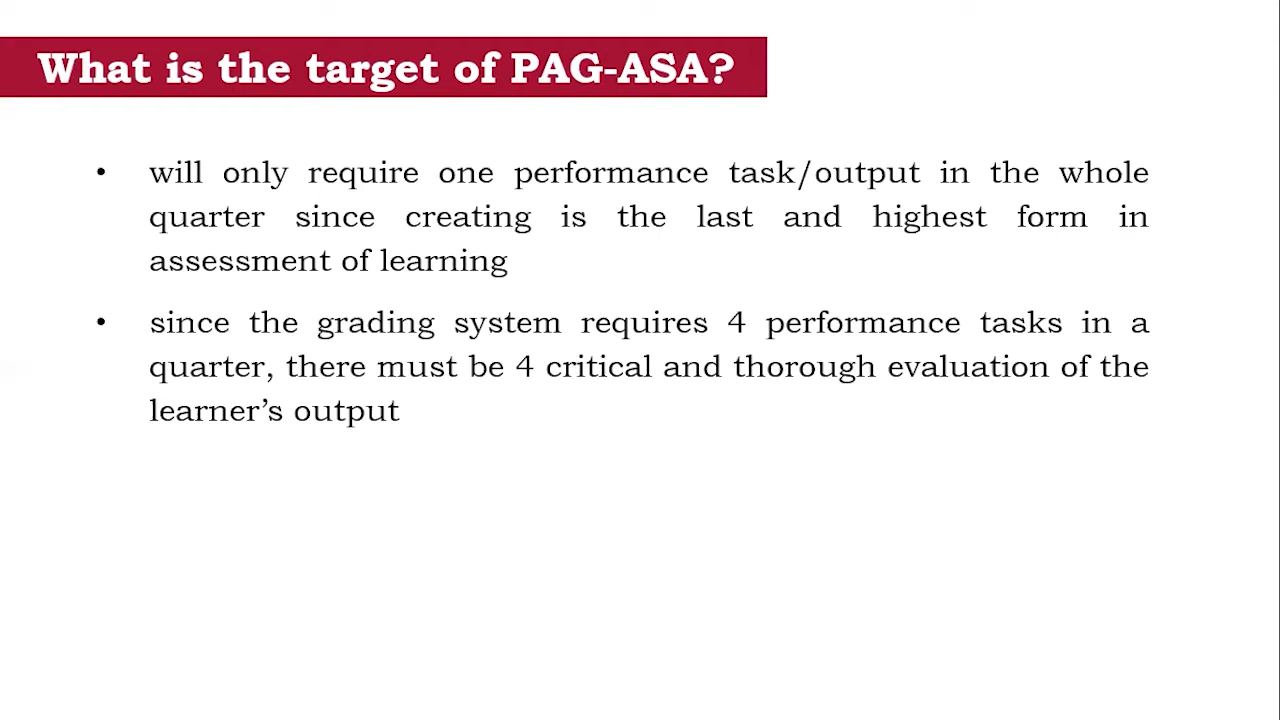 What is the target of PAG-ASA?
• will only require one performance task/output in the whole
quarter since creating is the last and highest form in
assessment of learning
• since the grading system requires 4 performance tasks in a
quarter, there must be 4 critical and thorough evaluation of the
learner’s output